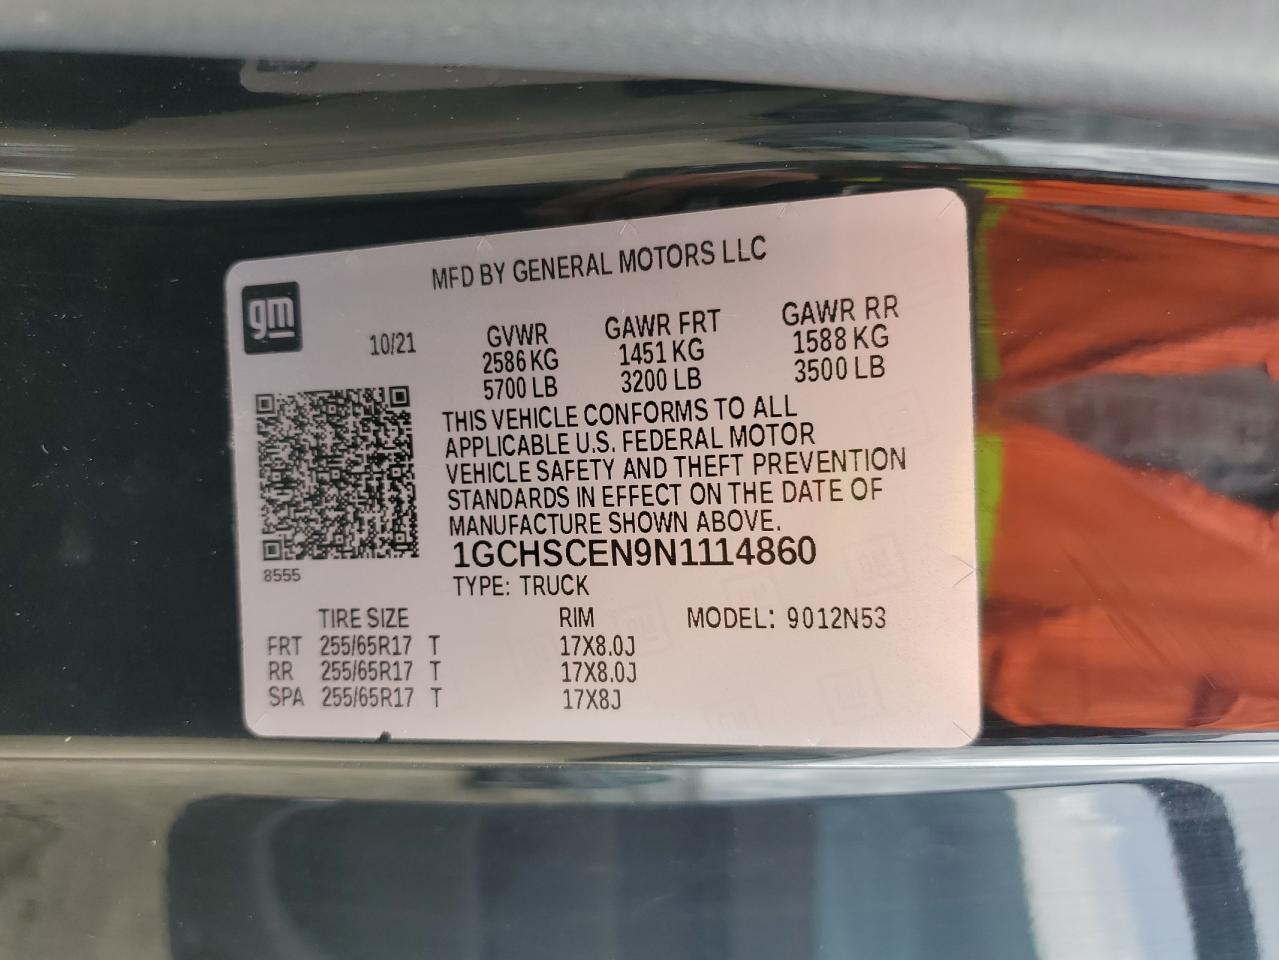 MFD BY GENERAL MOTORS LLC
gm
10/21
GVWR GAWR FRT GAWR RR
2586 KG 1451 KG 1588 KG
5700 LB 3200 LB 3500 LB
THIS VEHICLE CONFORMS TO ALL
APPLICABLE U.S. FEDERAL MOTOR
VEHICLE SAFETY AND THEFT PREVENTION
STANDARDS IN EFFECT ON THE DATE OF
MANUFACTURE SHOWN ABOVE.
1GCHSCEN9N1114860
8555
TYPE: TRUCK
TIRE SIZE RIM MODEL: 9012N53
FRT 255/65R17 T 17X8.0J
RR 255/65R17 T 17X8.0J
SPA 255/65R17 T 17X8J